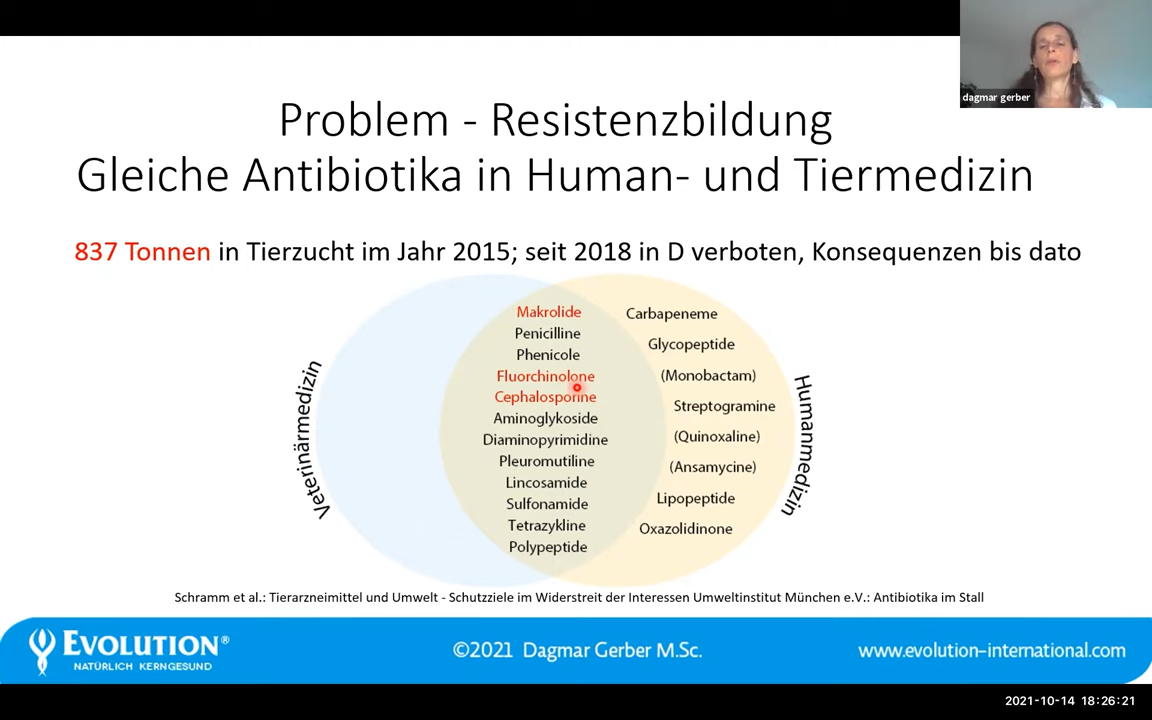 dagmar gerber
Problem - Resistenzbildung
Gleiche Antibiotika in Human- und Tiermedizin
837 Tonnen in Tierzucht im Jahr 2015; seit 2018 in D verboten, Konsequenzen bis dato
Veterinärmedizin
Makrolide
Penicilline
Phenicole
Fluorchinolone
Cephalosporine
Aminoglykoside
Diaminopyrimidine
Pleuromutiline
Lincosamide
Sulfonamide
Tetrazykline
Polypeptide
Carbapeneme
Glycopeptide
(Monobactam)
Streptogramine
(Quinoxaline)
(Ansamycine)
Lipopeptide
Oxazolidinone
Humanmedizin
Schramm et al.: Tierarzneimittel und Umwelt - Schutzziele im Widerstreit der Interessen Umweltinstitut München e.V.: Antibiotika im Stall
EVOLUTION®
NATÜRLICH KERNGESUND
©2021 Dagmar Gerber M.Sc.
www.evolution-international.com
2021-10-14 18:26:21